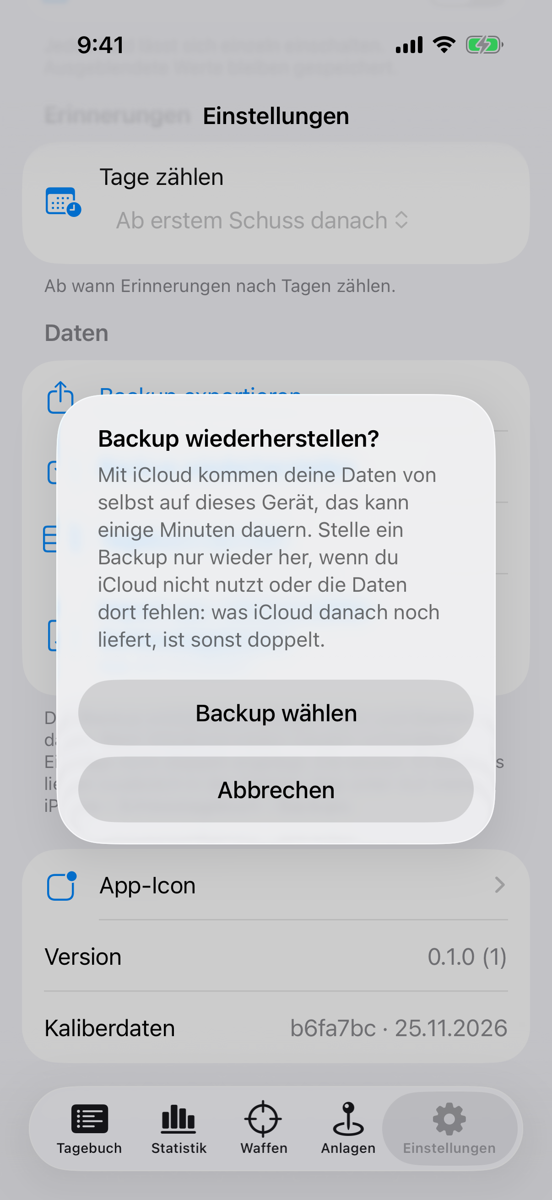 9:41
Erinnerungen
Einstellungen
Tage zählen
Ab erstem Schuss danach
Ab wann Erinnerungen nach Tagen zählen.
Daten
Backup exportieren
Backup wiederherstellen?
Mit iCloud kommen deine Daten von
selbst auf dieses Gerät, das kann
einige Minuten dauern. Stelle ein
Backup nur wieder her, wenn du
iCloud nicht nutzt oder die Daten
dort fehlen: was iCloud danach noch
liefert, ist sonst doppelt.
Backup wählen
Abbrechen
App-Icon
Version
0.1.0 (1)
Kaliberdaten
b6fa7bc · 25.11.2026
Tagebuch
Statistik
Waffen
Anlagen
Einstellungen